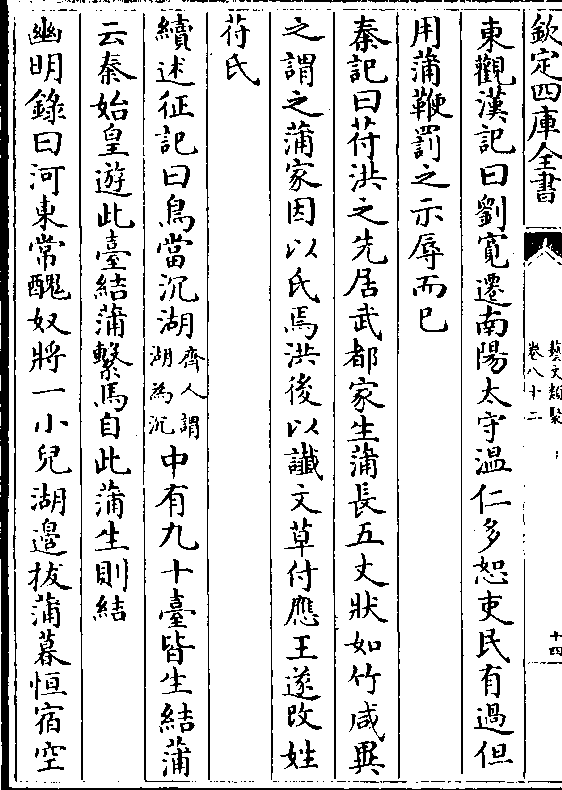 欽定四庫全書
藝文類聚
卷八十二
十四
東觀漢記曰劉寛遷南陽太守温仁多恕吏民有過但
用蒲鞭罰之示辱而已
秦記曰苻洪之先居武都家生蒲長五丈狀如竹咸異
之謂之蒲家因以氏焉洪後以讖文草付應王遂改姓
苻氏
續述征記曰鳥當沉湖齊人謂湖為沉中有九十臺皆生結蒲
云秦始皇遊此臺結蒲繫馬自此蒲生則結
幽明錄曰河東常醜奴將一小兒湖邉拔蒲暮恒宿空